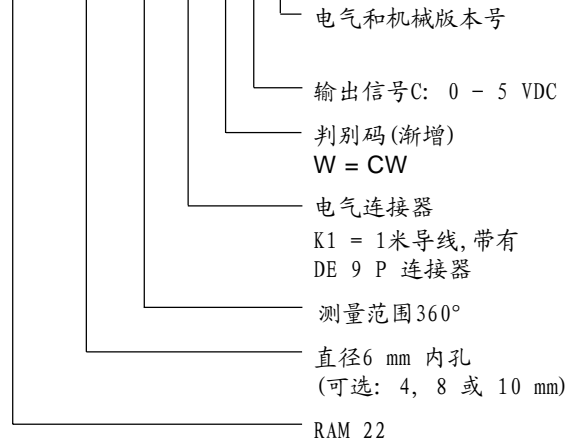 电气和机械版本号
输出信号C: 0 - 5 VDC
判别码(渐增)
W = CW
电气连接器
K1 = 1米导线,带有
DE 9 P 连接器
测量范围360°
直径6 mm 内孔
(可选: 4, 8 或 10 mm)
RAM 22